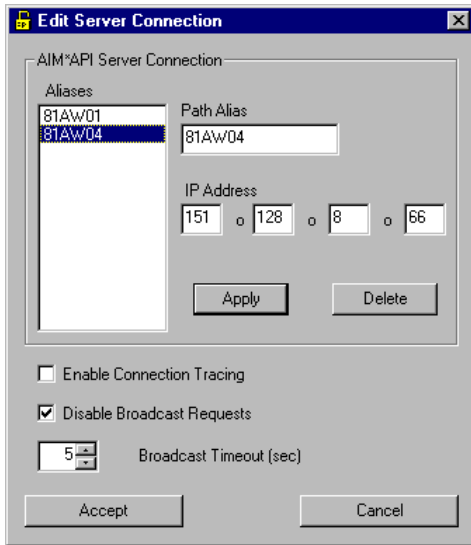 Edit Server Connection
AIM*API Server Connection
Aliases
81AW01
81AW04
Path Alias
81AW04
IP Address
151 o 128 o 8 o 66
Apply Delete
Enable Connection Tracing
Disable Broadcast Requests
5 Broadcast Timeout (sec)
Accept Cancel